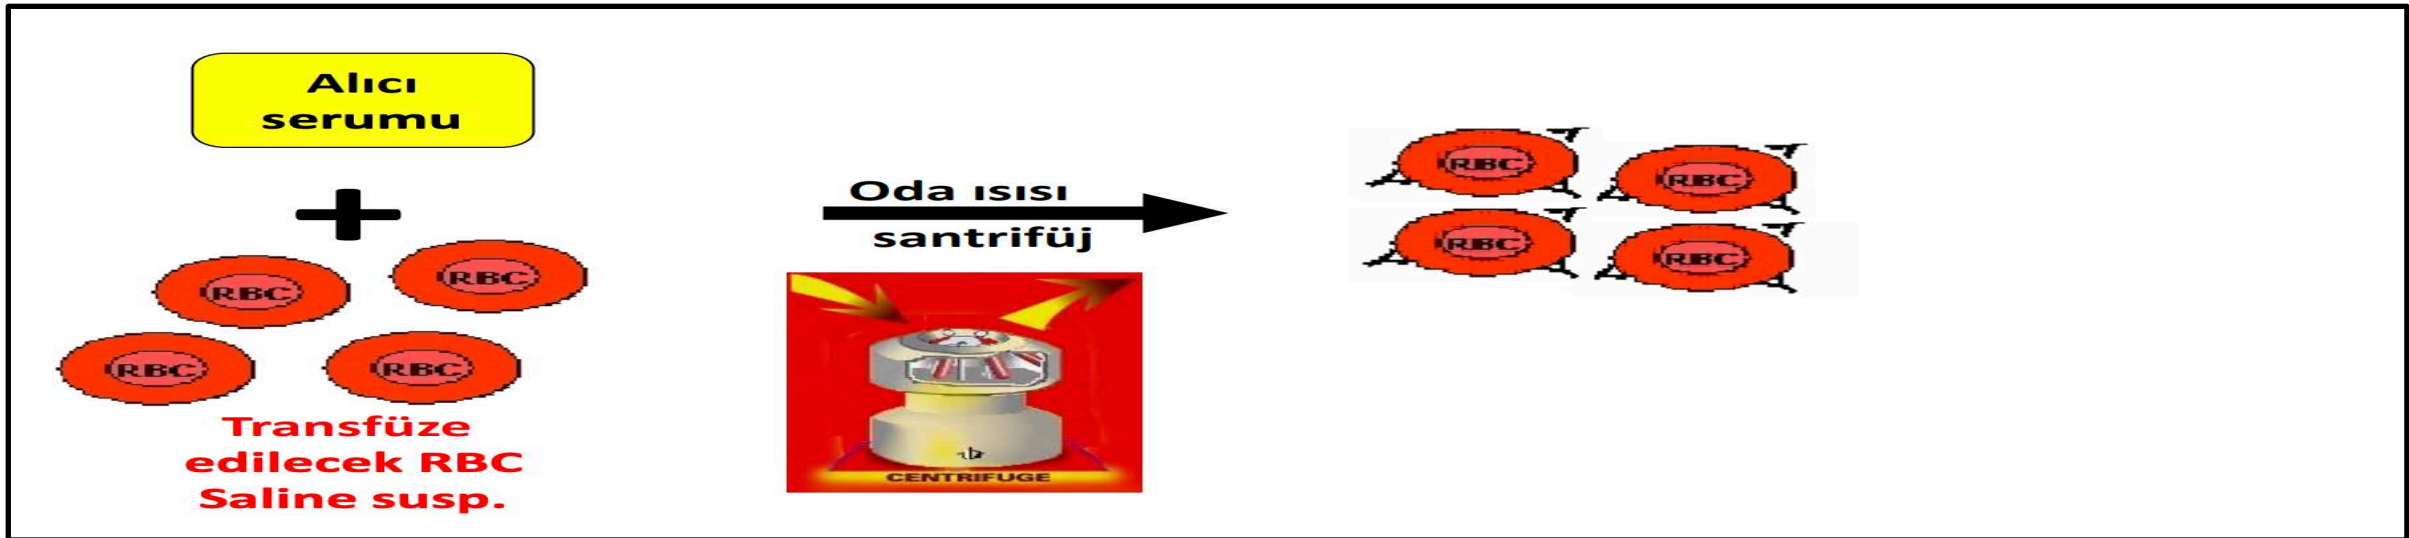 Alıcı
serumu
RBC
RBC
RBC
RBC
Transfüze
edilecek RBC
Saline susp.
Oda ısısı
santrifüj
CENTRIFUGE
RBC
RBC
RBC
RBC